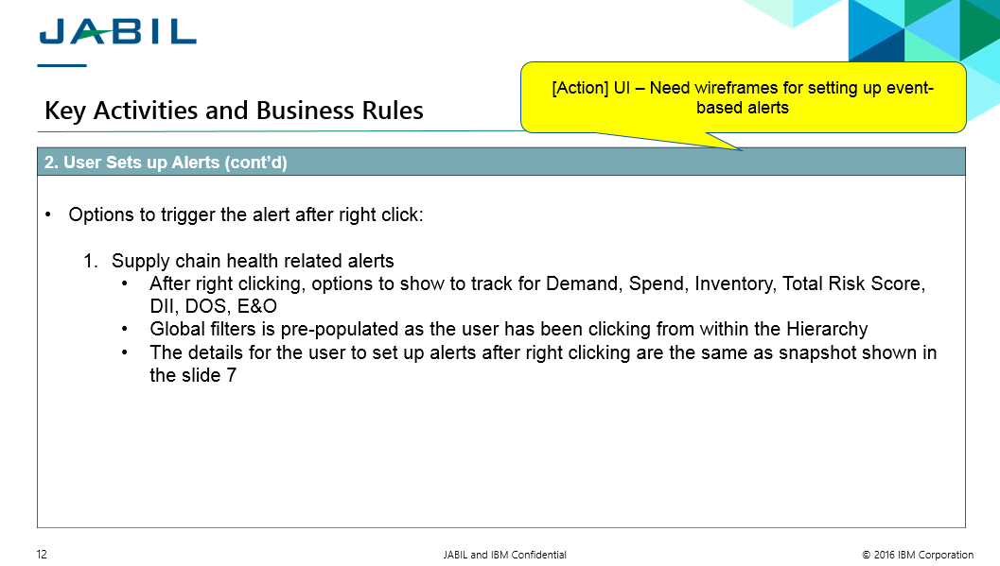 JABIL
[Action] UI – Need wireframes for setting up event-
based alerts
Key Activities and Business Rules
2. User Sets up Alerts (cont’d)
• Options to trigger the alert after right click:
1. Supply chain health related alerts
• After right clicking, options to show to track for Demand, Spend, Inventory, Total Risk Score,
DII, DOS, E&O
• Global filters is pre-populated as the user has been clicking from within the Hierarchy
• The details for the user to set up alerts after right clicking are the same as snapshot shown in
the slide 7
12
JABIL and IBM Confidential
© 2016 IBM Corporation